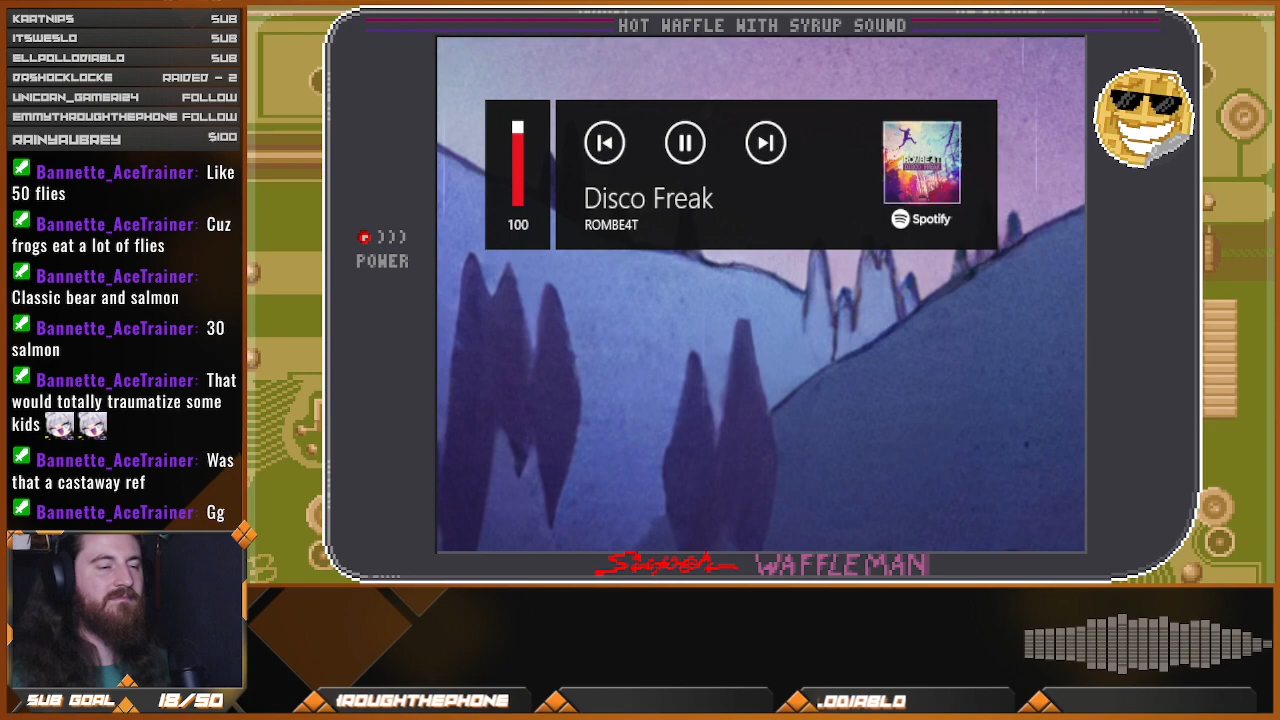 KARTNIPS SUB
ITSWESLO SUB
ELLPOLLODIABLO SUB
DASHOCKLOCKE RAIDED - 2
UNICORN_GAMER124 FOLLOW
EMMYTHROUGHTHEPHONE FOLLOW
RAINYAUBREY $100
Bannette_AceTrainer: Like
50 flies
Bannette_AceTrainer: Cuz
frogs eat a lot of flies
Bannette_AceTrainer:
Classic bear and salmon
Bannette_AceTrainer: 30
salmon
Bannette_AceTrainer: That
would totally traumatize some
kids
Bannette_AceTrainer: Was
that a castaway ref
Bannette_AceTrainer: Gg
SUB GOAL 18/50
HOT WAFFLE WITH SYRUP SOUND
POWER
100
Disco Freak
ROMBE4T
ROMBE4T
DISCO FREAK
Spotify
WAFFLEMAN
ROUGHTHEPHONE
.ODIABLO